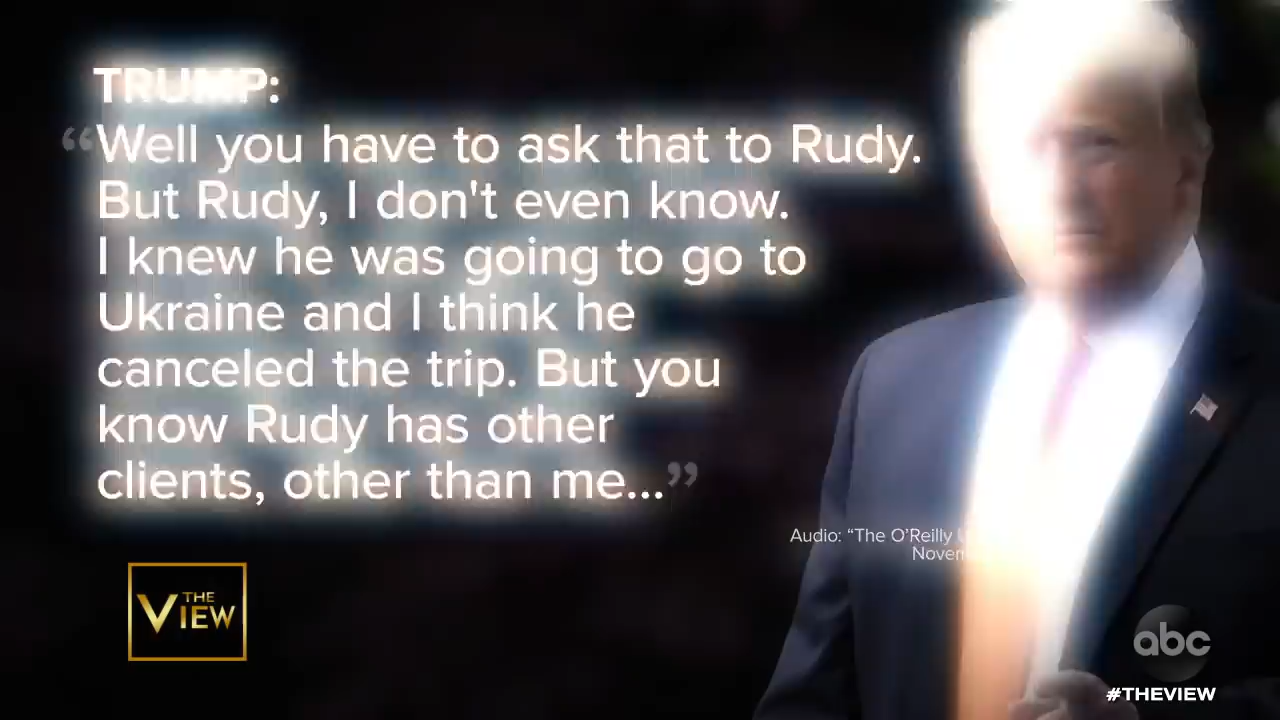 TRUMP:
“Well you have to ask that to Rudy.
But Rudy, I don't even know.
I knew he was going to go to
Ukraine and I think he
canceled the trip. But you
know Rudy has other
clients, other than me...”
Audio: “The O'Reilly
THE
VIEW
abc
#THEVIEW